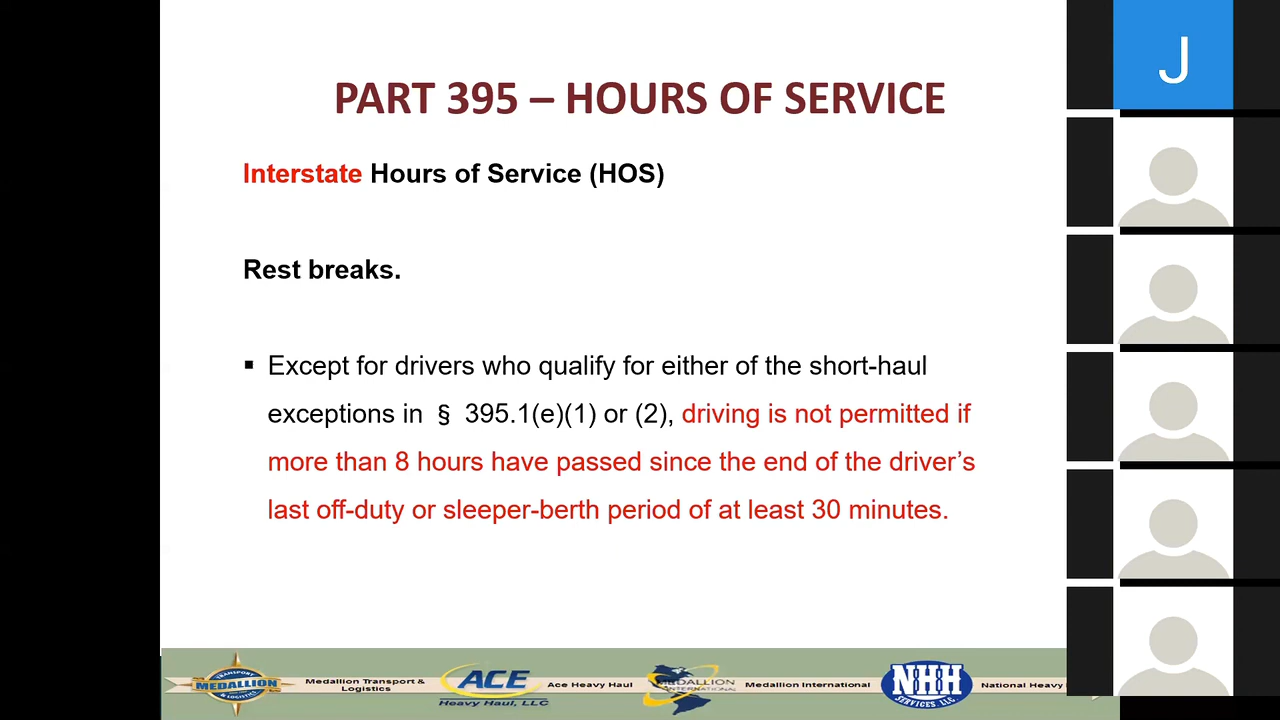 PART 395 – HOURS OF SERVICE
Interstate Hours of Service (HOS)
Rest breaks.
▪ Except for drivers who qualify for either of the short-haul
exceptions in § 395.1(e)(1) or (2), driving is not permitted if
more than 8 hours have passed since the end of the driver’s
last off-duty or sleeper-berth period of at least 30 minutes.
J
TRANSPORT
MEDALLION
& LOGISTICS
Medallion Transport &
Logistics
ACE
Heavy Haul, LLC
Ace Heavy Haul
MEDALLION
INTERNATIONAL
Medallion International
NHH
SERVICES, LLC
National Heavy